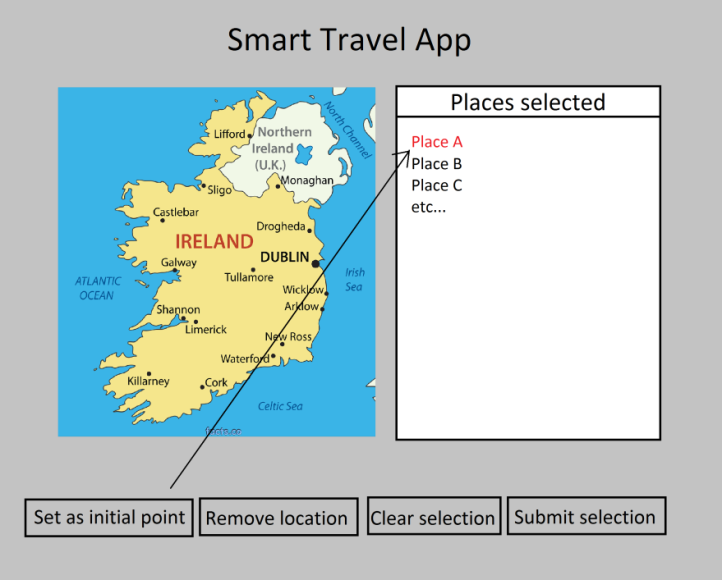 Smart Travel App
North Channel
Lifford
Northern
Ireland
(U.K.)
Monaghan
Sligo
Castlebar
Drogheda
IRELAND
DUBLIN
Galway
Tullamore
Irish
Sea
ATLANTIC
OCEAN
Wicklow
Arklow
Shannon
Limerick
New Ross
Waterford
Killarney
Cork
Celtic Sea
Places selected
Place A
Place B
Place C
etc...
Set as initial point
Remove location
Clear selection
Submit selection